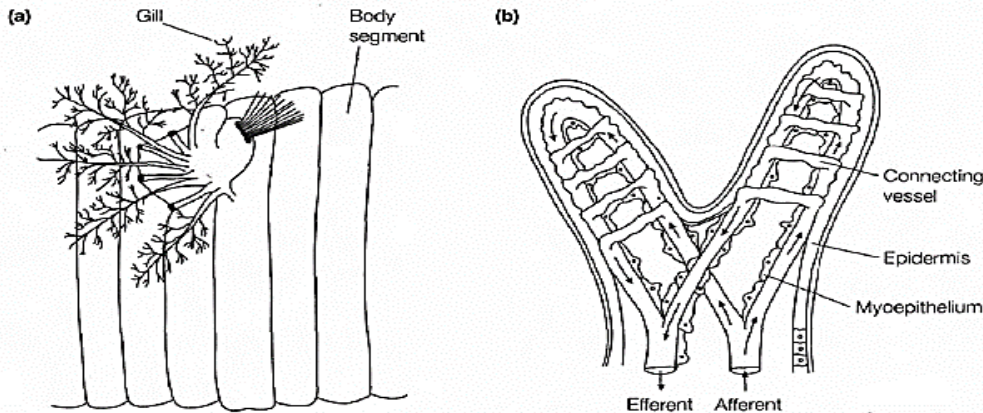 (a)
Gill
Body
segment
(b)
Connecting
vessel
Epidermis
Myoepithelium
Efferent
Afferent